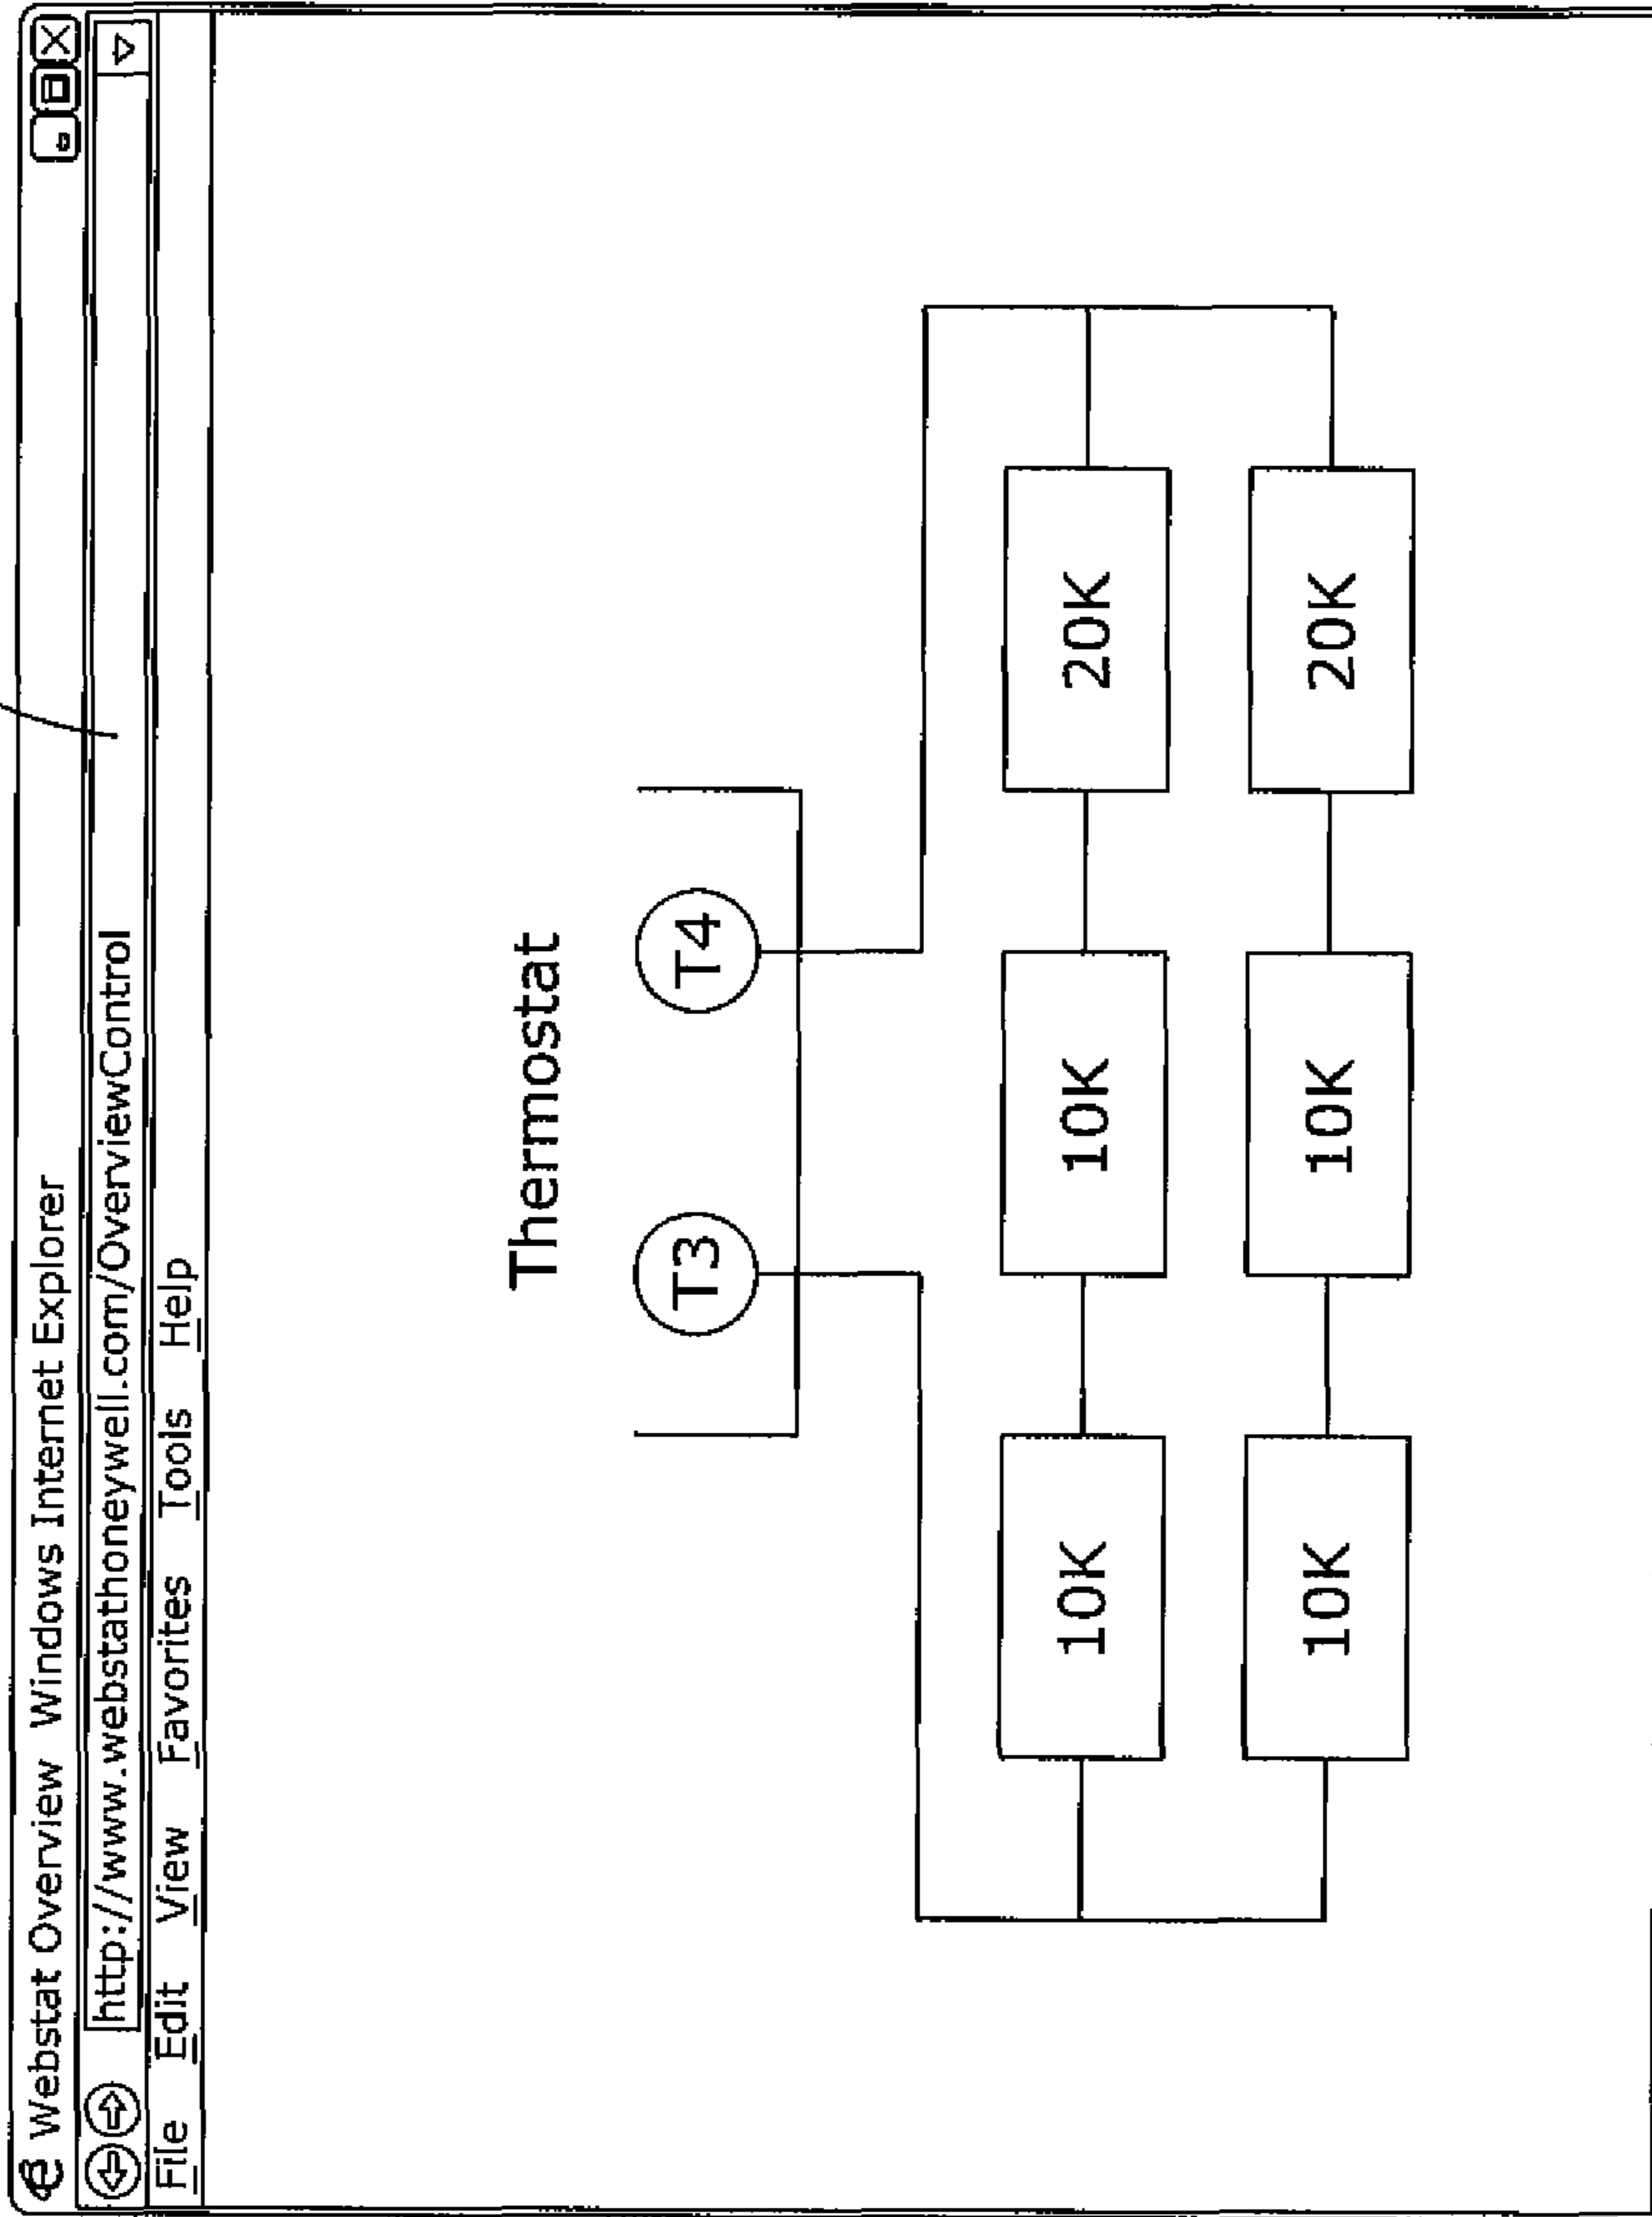 Webstat Overview Windows Internet Explorer
http://www.webstathoneywell.com/OverviewControl
File Edit View Favorites Tools Help
Thermostat
T3 T4
10K 10K 20K
10K 10K 20K